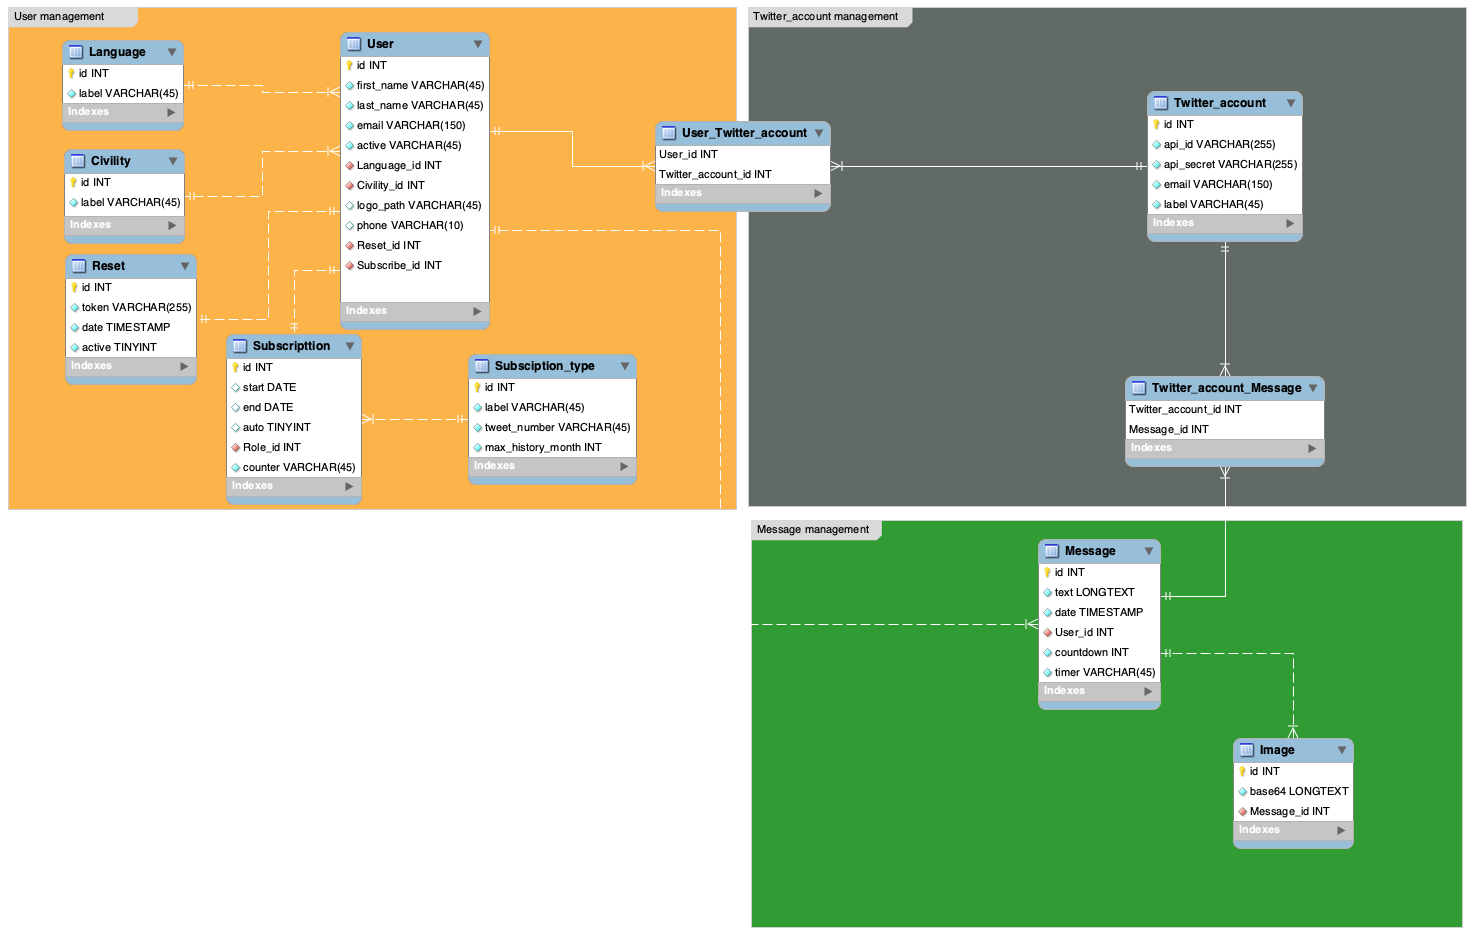 User management
Language
id INT
label VARCHAR(45)
Indexes
Civility
id INT
label VARCHAR(45)
Indexes
Reset
id INT
token VARCHAR(255)
date TIMESTAMP
active TINYINT
Indexes
User
id INT
first_name VARCHAR(45)
last_name VARCHAR(45)
email VARCHAR(150)
active VARCHAR(45)
Language_id INT
Civility_id INT
logo_path VARCHAR(45)
phone VARCHAR(10)
Reset_id INT
Subscribe_id INT
Indexes
Subscripttion
id INT
start DATE
end DATE
auto TINYINT
Role_id INT
counter VARCHAR(45)
Indexes
Subsciption_type
id INT
label VARCHAR(45)
tweet_number VARCHAR(45)
max_history_month INT
Indexes
User_Twitter_account
User_id INT
Twitter_account_id INT
Indexes
Twitter_account management
Twitter_account
id INT
api_id VARCHAR(255)
api_secret VARCHAR(255)
email VARCHAR(150)
label VARCHAR(45)
Indexes
Twitter_account_Message
Twitter_account_id INT
Message_id INT
Indexes
Message management
Message
id INT
text LONGTEXT
date TIMESTAMP
User_id INT
countdown INT
timer VARCHAR(45)
Indexes
Image
id INT
base64 LONGTEXT
Message_id INT
Indexes